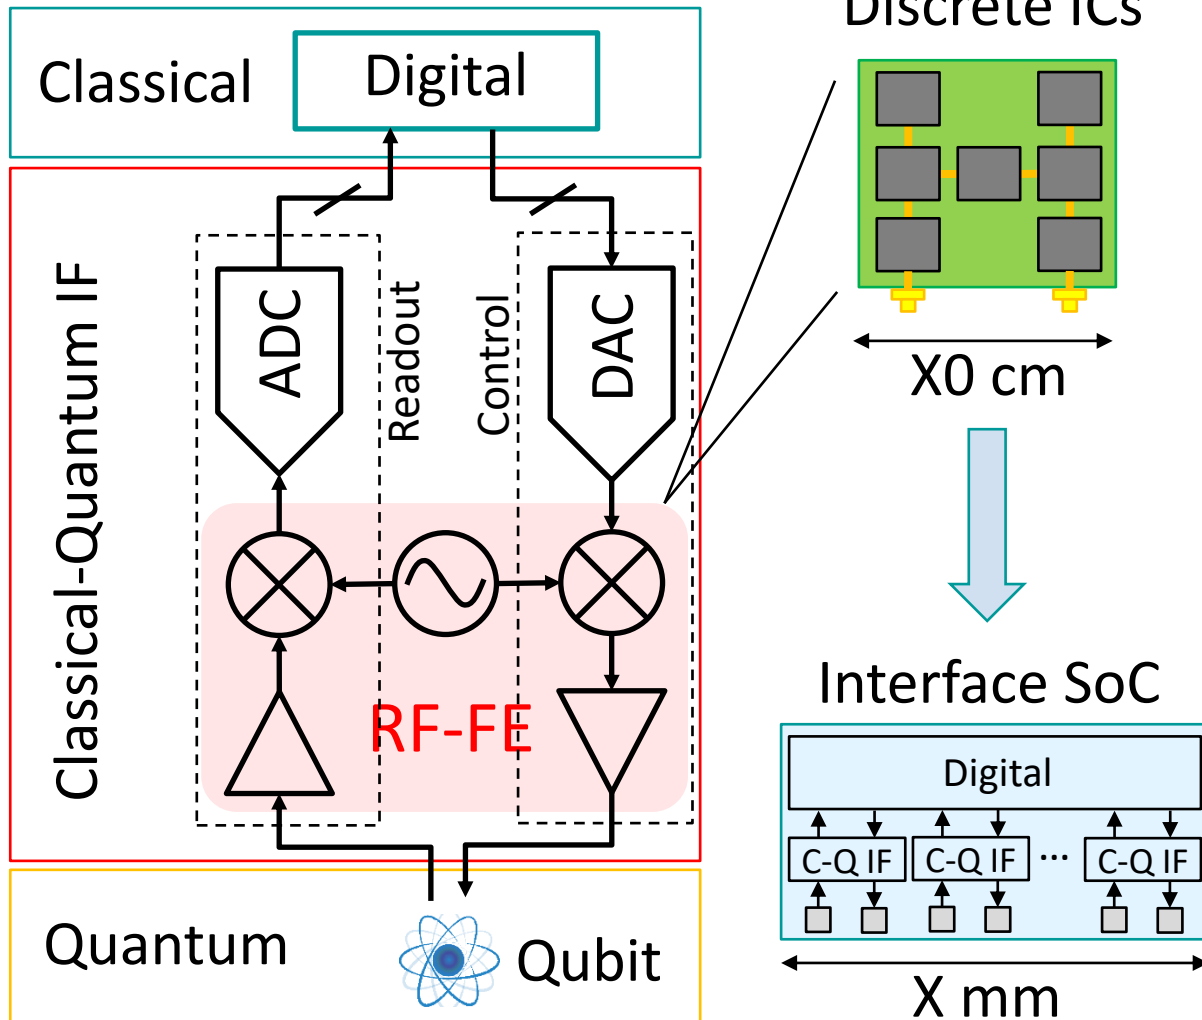 Discrete ICs
Classical
Digital
Classical-Quantum IF
ADC
Readout
Control
DAC
X0 cm
RF-FE
Interface SoC
Digital
C-Q IF
C-Q IF
...
C-Q IF
Quantum
Qubit
X mm